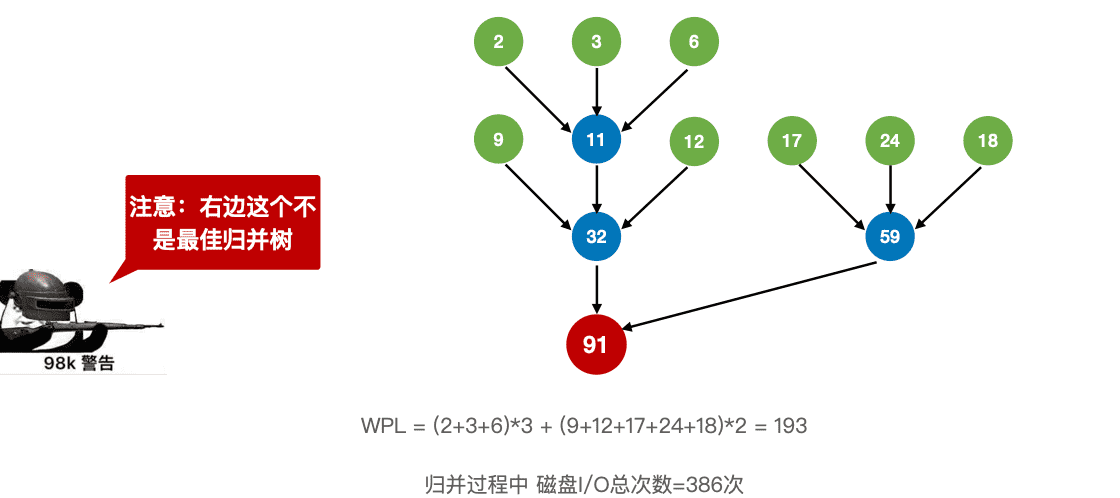 2 3 6
9 11 12 17 24 18
注意：右边这个不
是最佳归并树
32 59
91
98k 警告
WPL = (2+3+6)*3 + (9+12+17+24+18)*2 = 193
归并过程中 磁盘I/O总次数=386次